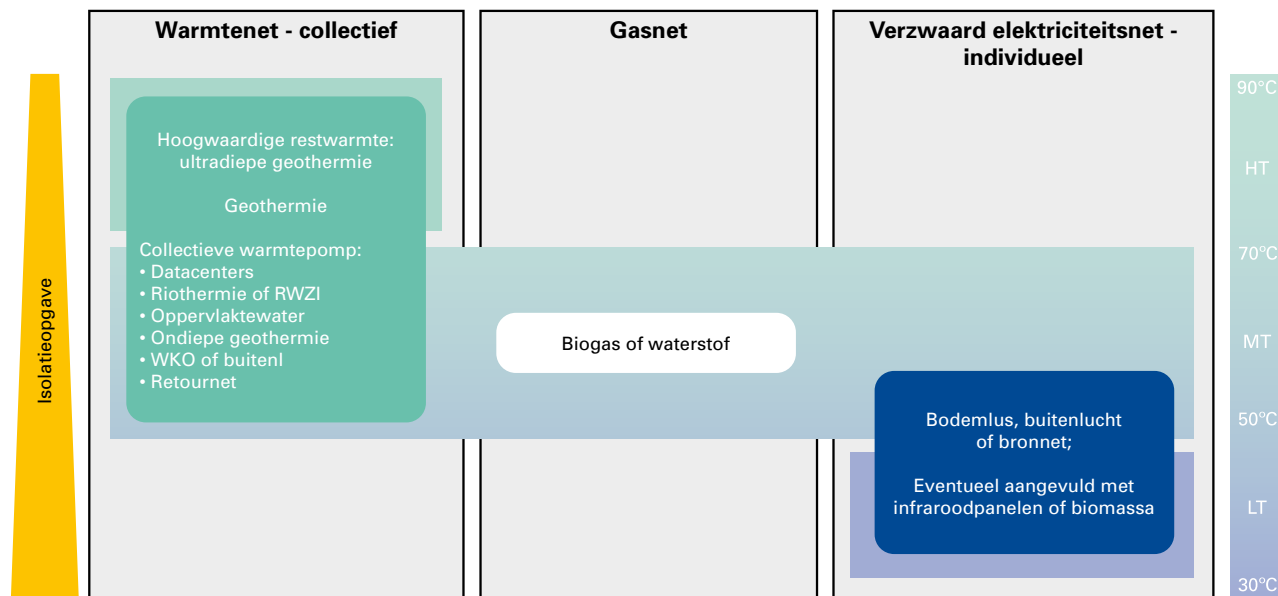 Warmtenet - collectief
Gasnet
Verzwaard elektriciteitsnet -
individueel
Isolatieopgave
Hoogwaardige restwarmte:
ultradiepe geothermie
Geothermie
Collectieve warmtepomp:
• Datacenters
• Riothermie of RWZI
• Oppervlaktewater
• Ondiepe geothermie
• WKO of buitenl
• Retournet
Biogas of waterstof
Bodemlus, buitenlucht
of bronnet;
Eventueel aangevuld met
infraroodpanelen of biomassa
90°C
HT
70°C
MT
50°C
LT
30°C